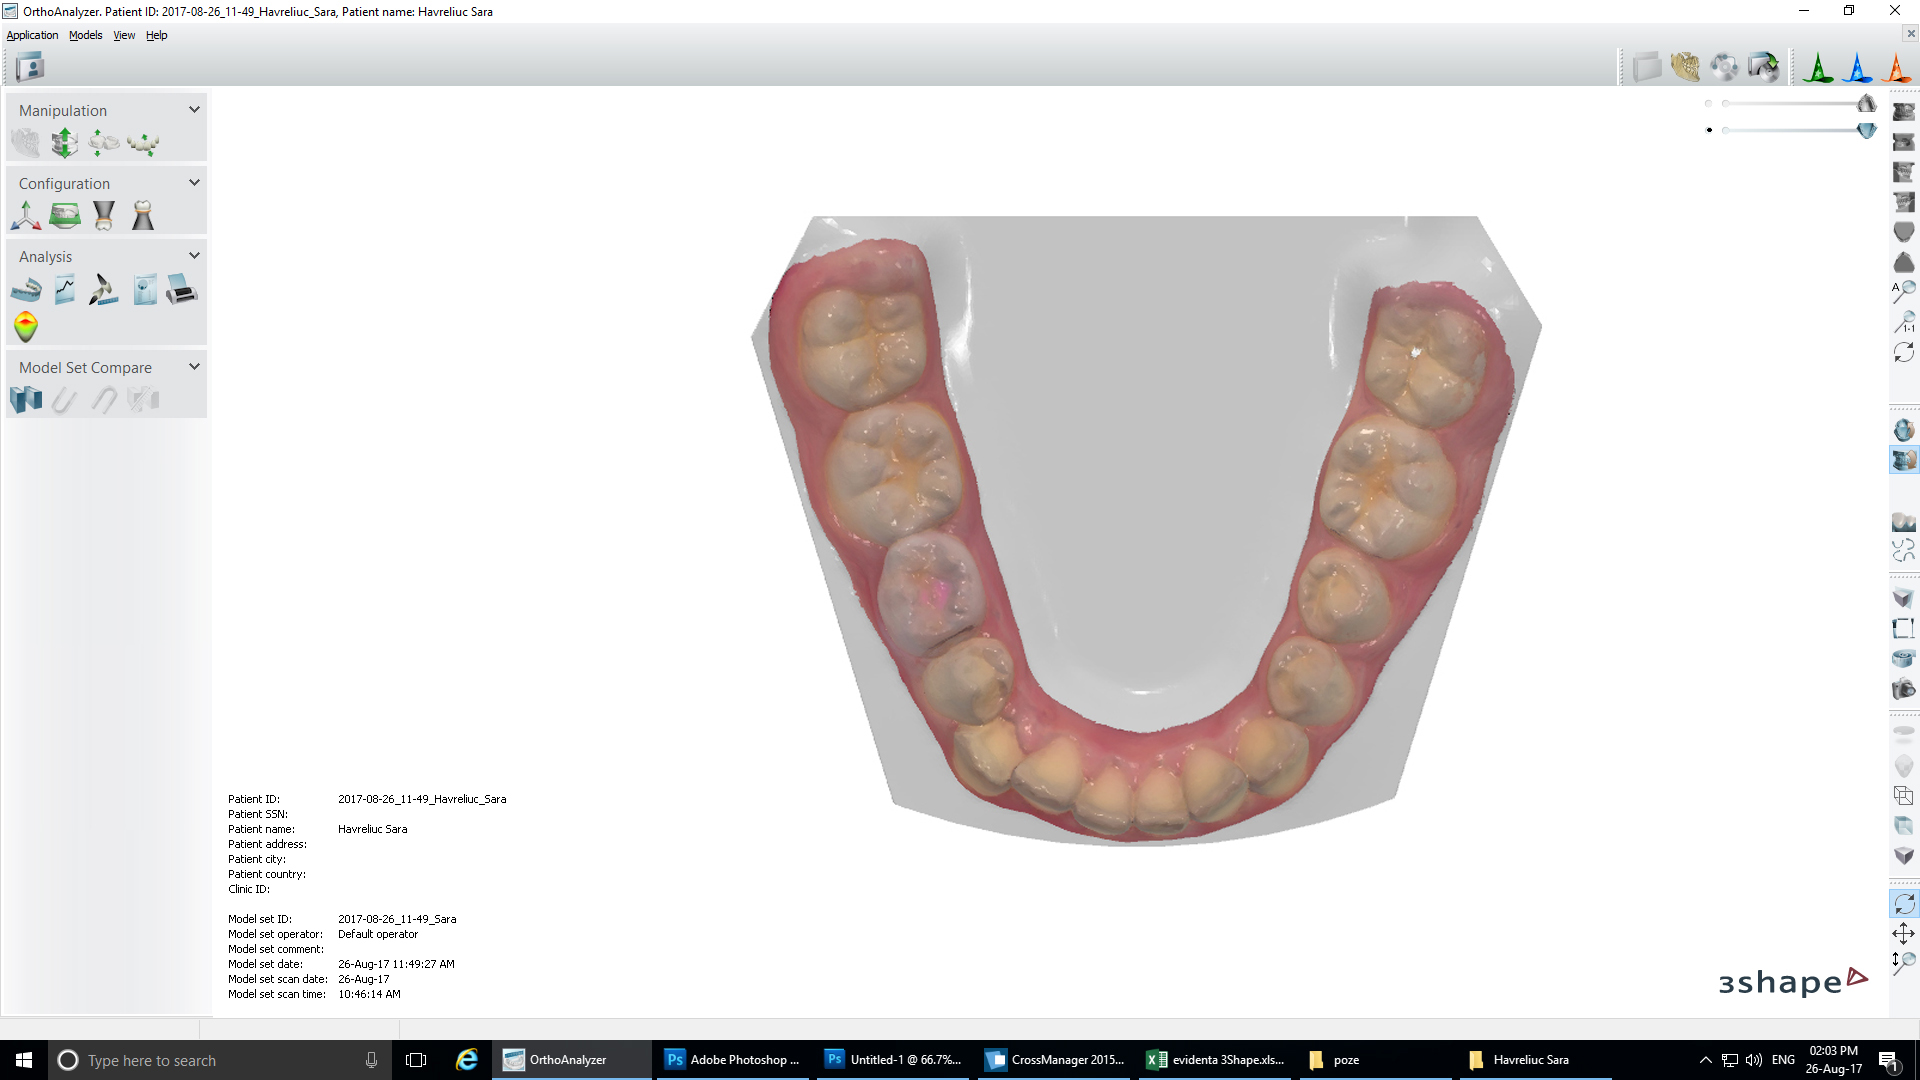 OrthoAnalyzer. Patient ID: 2017-08-26_11-49_Havreliuc_Sara, Patient name: Havreliuc Sara
Application Models View Help
Manipulation
Configuration
Analysis
Model Set Compare
A
1-1
Patient ID: 2017-08-26_11-49_Havreliuc_Sara
Patient SSN:
Patient name: Havreliuc Sara
Patient address:
Patient city:
Patient country:
Clinic ID:
Model set ID: 2017-08-26_11-49_Sara
Model set operator: Default operator
Model set comment:
Model set date: 26-Aug-17 11:49:27 AM
Model set scan date: 26-Aug-17
Model set scan time: 10:46:14 AM
3shape
Type here to search
OrthoAnalyzer
Ps Adobe Photoshop ...
Ps Untitled-1 @ 66.7%...
CrossManager 2015...
evidenta 3Shape.xls...
poze
Havreliuc Sara
ENG
02:03 PM
26-Aug-17
1